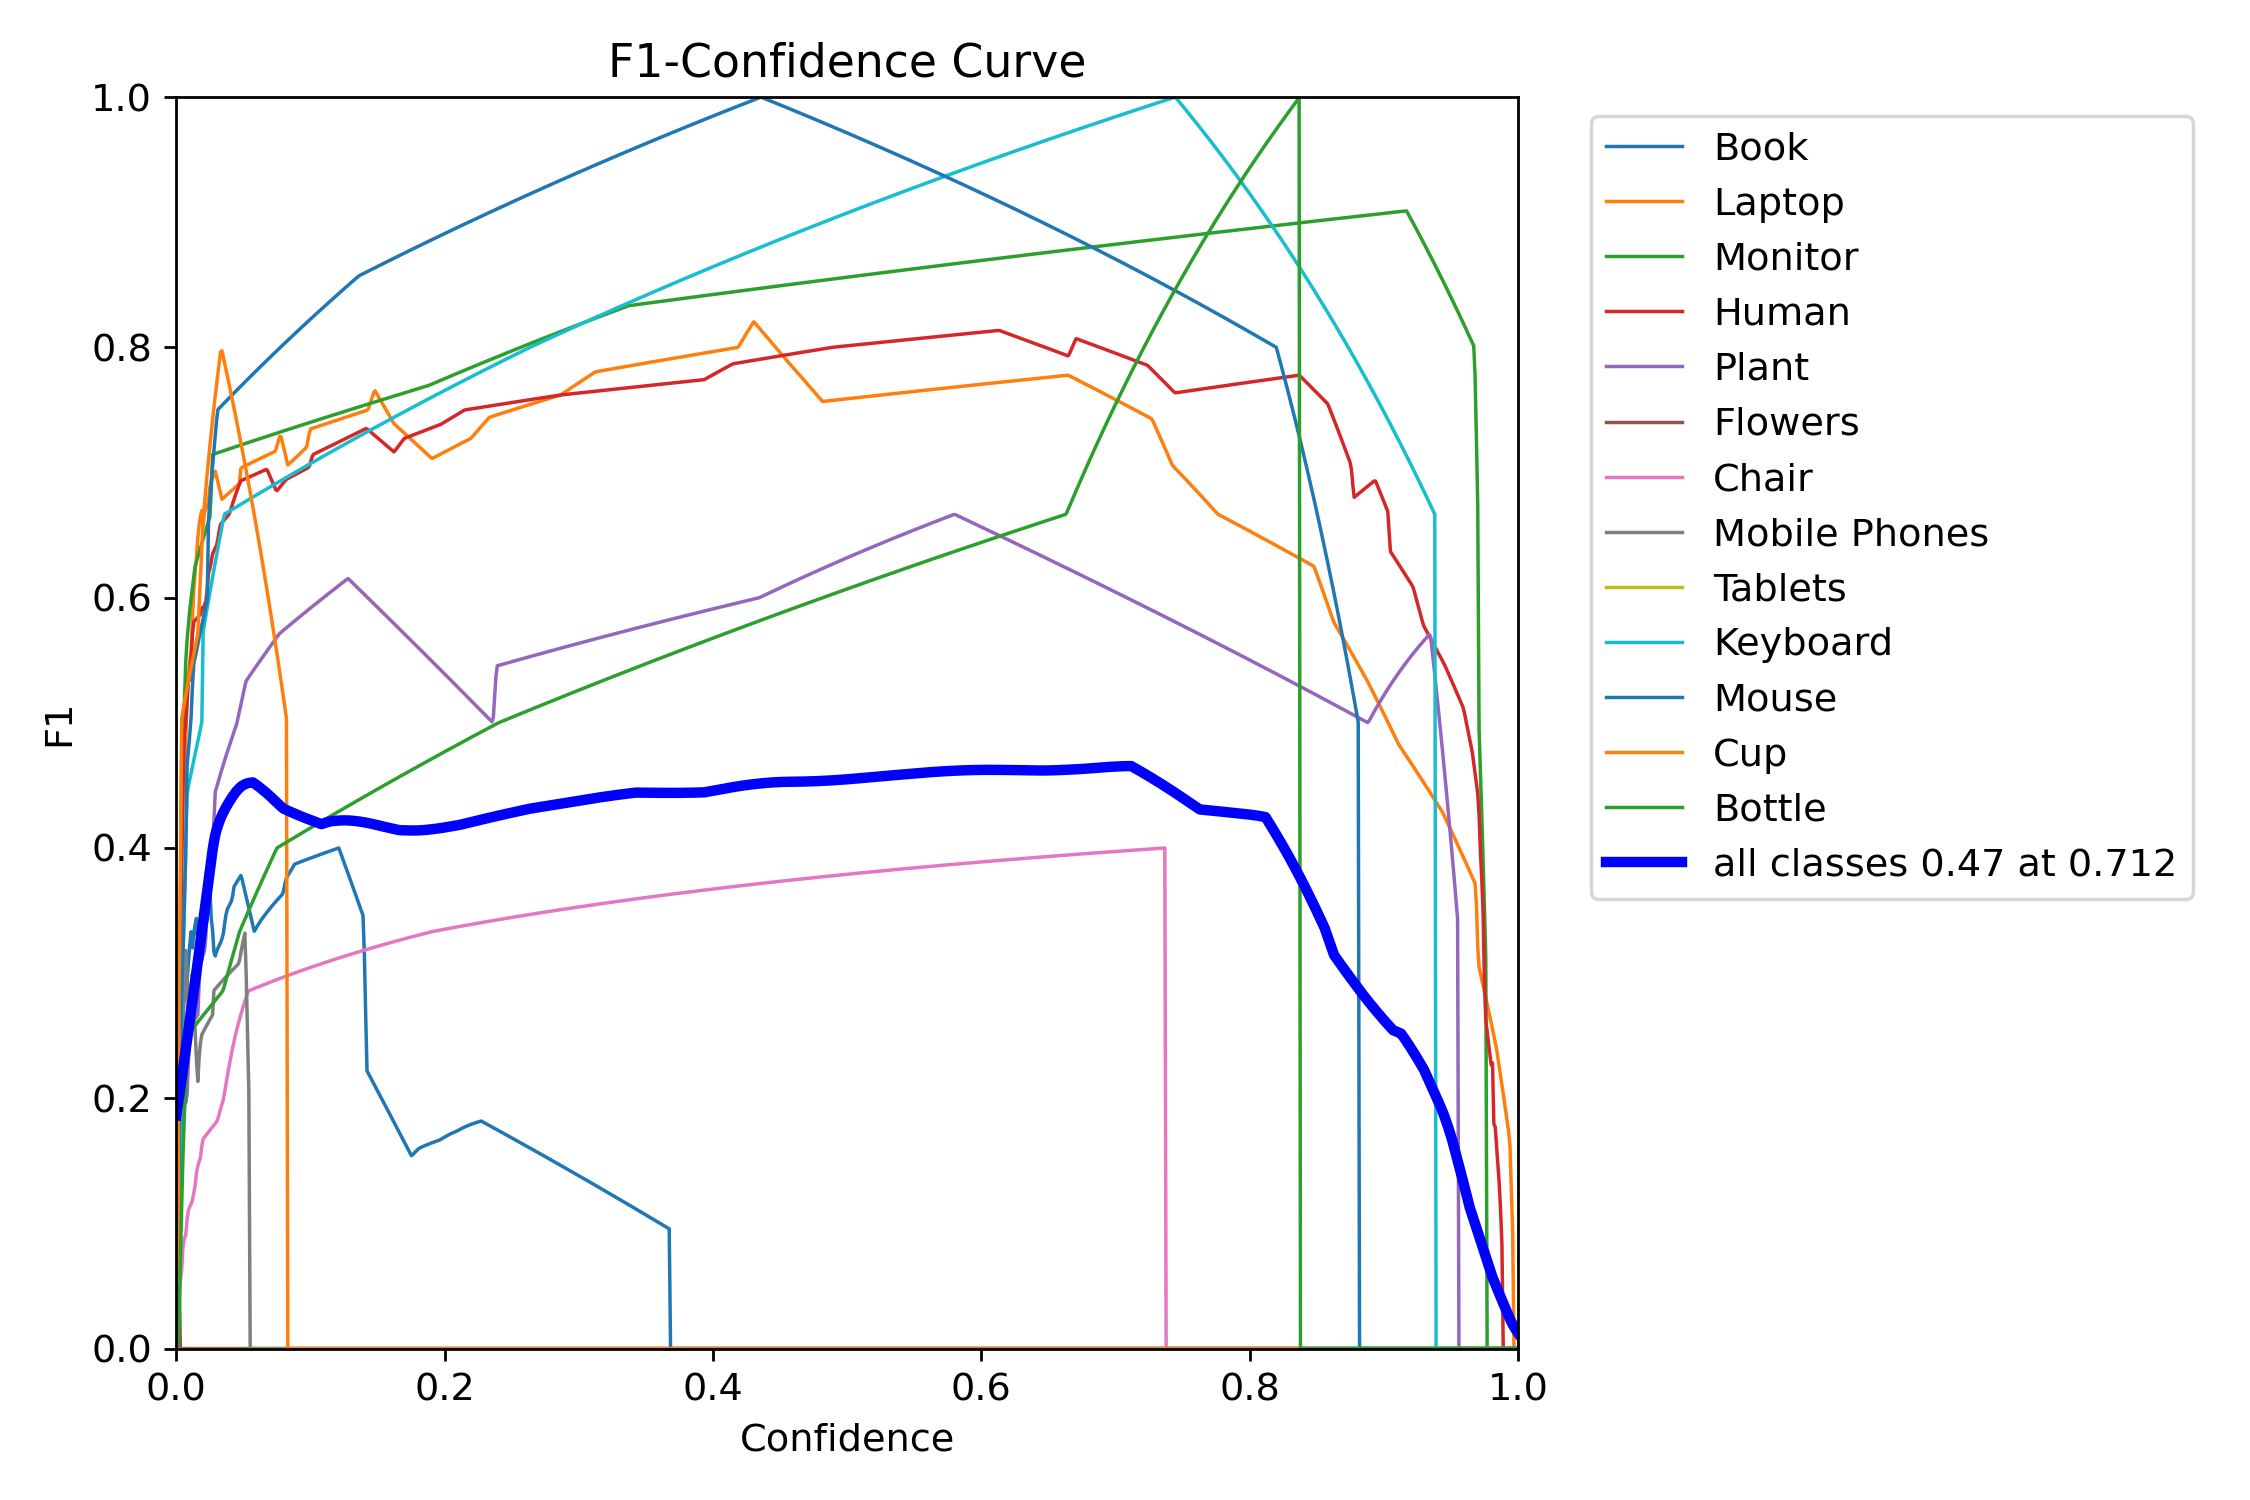 F1-Confidence Curve
1.0
0.8
0.6
0.4
0.2
0.0
F1
0.0 0.2 0.4 0.6 0.8 1.0
Confidence
Book
Laptop
Monitor
Human
Plant
Flowers
Chair
Mobile Phones
Tablets
Keyboard
Mouse
Cup
Bottle
all classes 0.47 at 0.712